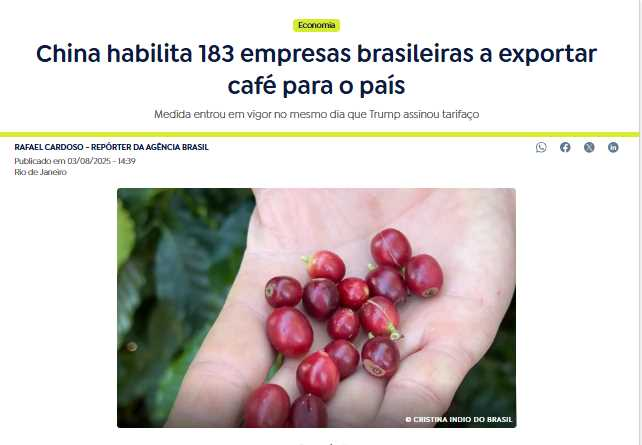 Economia
China habilita 183 empresas brasileiras a exportar
café para o país
Medida entrou em vigor no mesmo dia que Trump assinou tarifaço
RAFAEL CARDOSO - REPÓRTER DA AGÊNCIA BRASIL
Publicado em 03/08/2025 - 14:39
Rio de Janeiro
© CRISTINA INDIO DO BRASIL